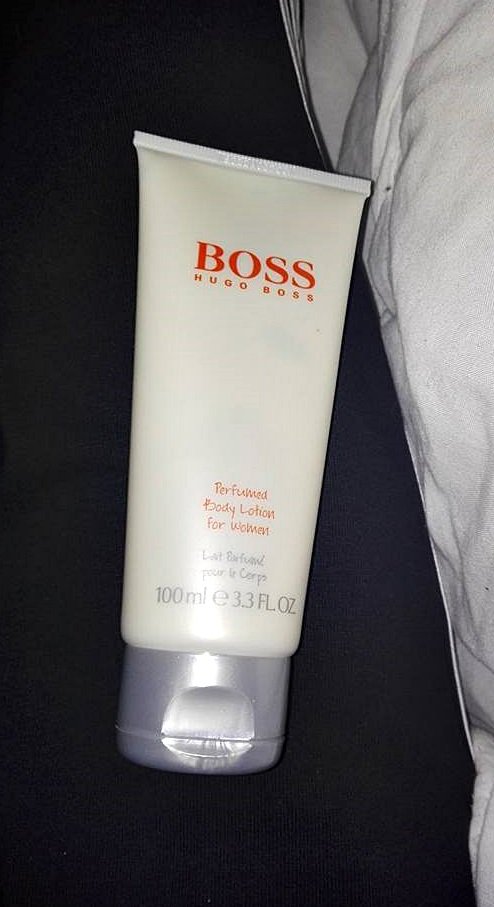 BOSS
HUGO BOSS
Perfumed
Body Lotion
for Women
Lait Parfumé
pour le Corps
100 ml e 3.3 FL.OZ